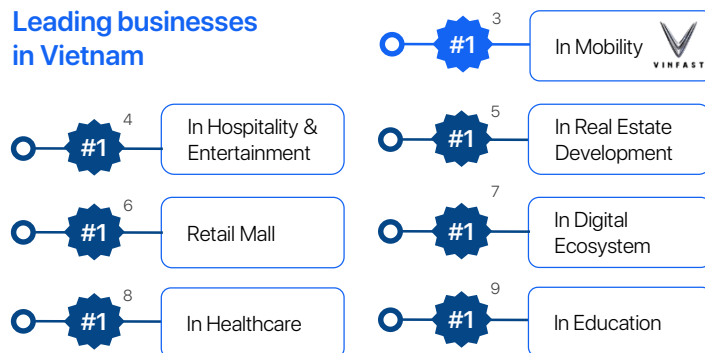 Leading businesses
in Vietnam
#1
3
In Mobility
VINFAST
#1
4
In Hospitality &
Entertainment
#1
5
In Real Estate
Development
#1
6
Retail Mall
#1
7
In Digital
Ecosystem
#1
8
In Healthcare
#1
9
In Education